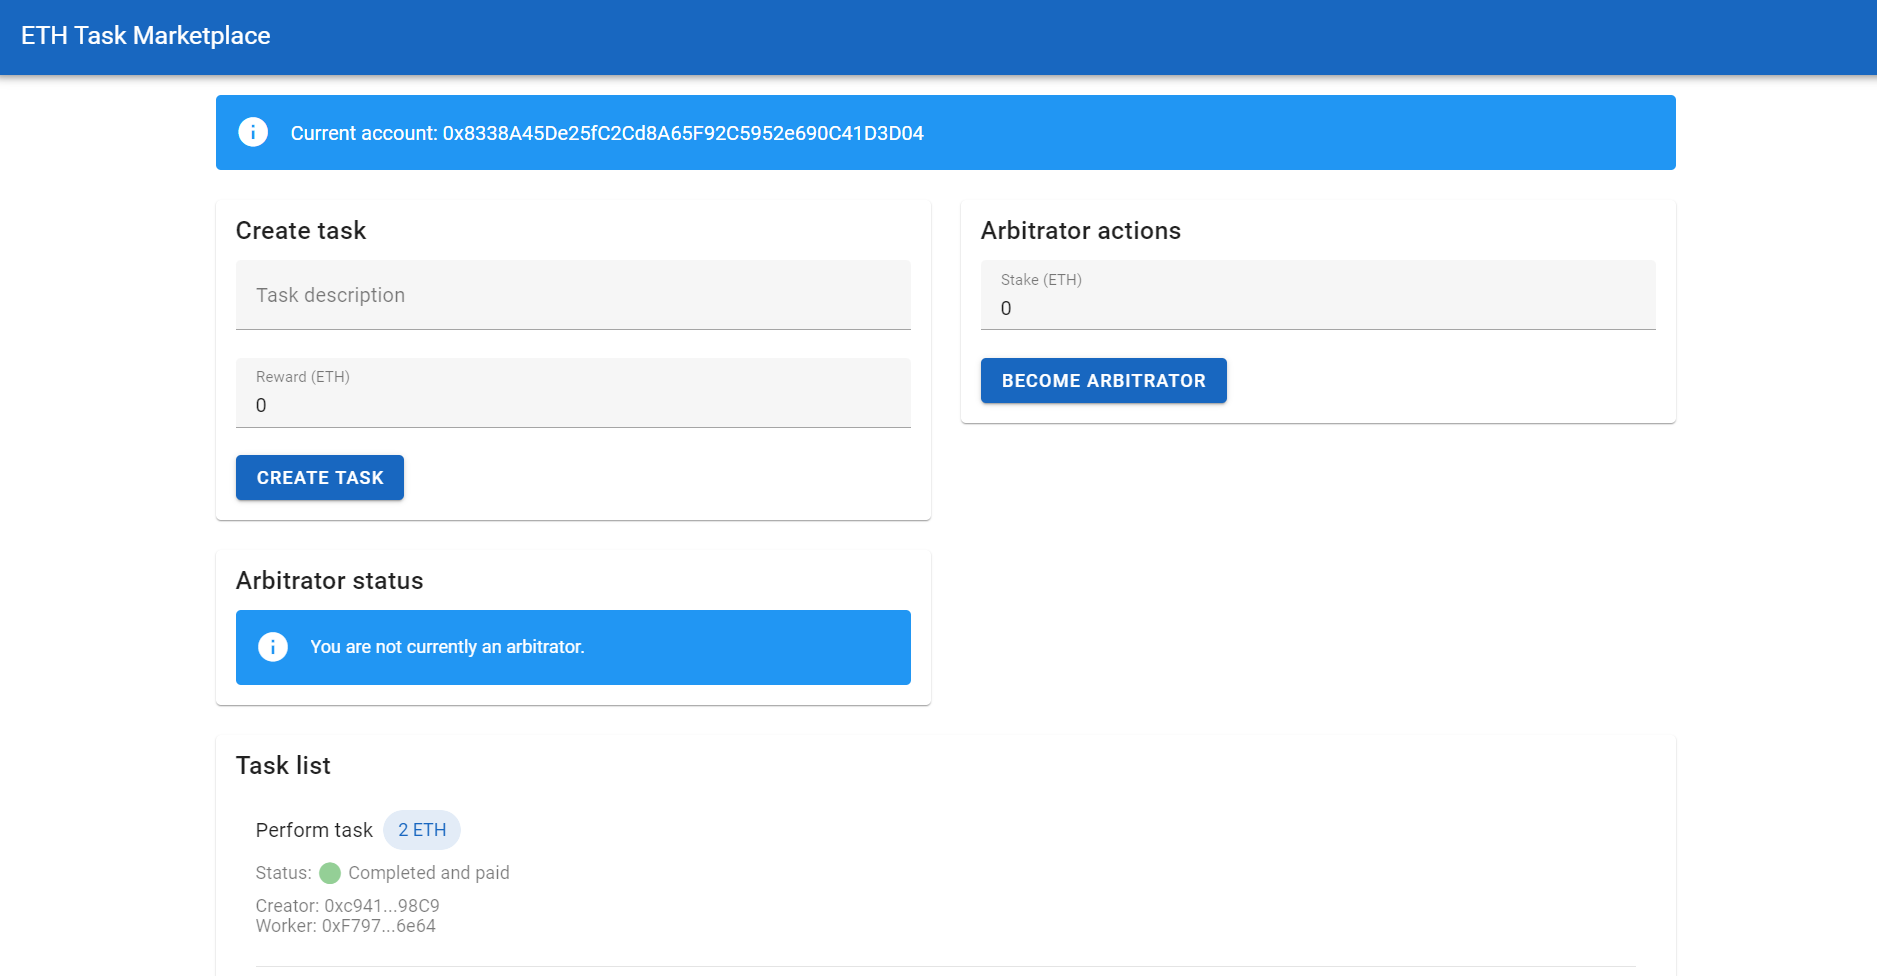 ETH Task Marketplace
Current account: 0x8338A45De25fC2Cd8A65F92C5952e690C41D3D04
Create task
Task description
Reward (ETH)
0
CREATE TASK
Arbitrator actions
Stake (ETH)
0
BECOME ARBITRATOR
Arbitrator status
You are not currently an arbitrator.
Task list
Perform task 2 ETH
Status: Completed and paid
Creator: 0xc941...98C9
Worker: 0xF797...6e64